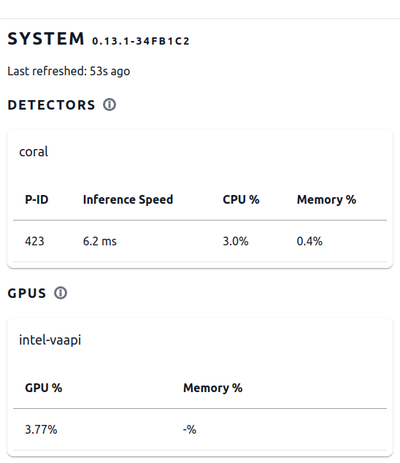 SYSTEM 0.13.1-34FB1C2
Last refreshed: 53s ago
DETECTORS
coral
P-ID Inference Speed CPU % Memory %
423 6.2 ms 3.0% 0.4%
GPUS
intel-vaapi
GPU % Memory %
3.77% -%